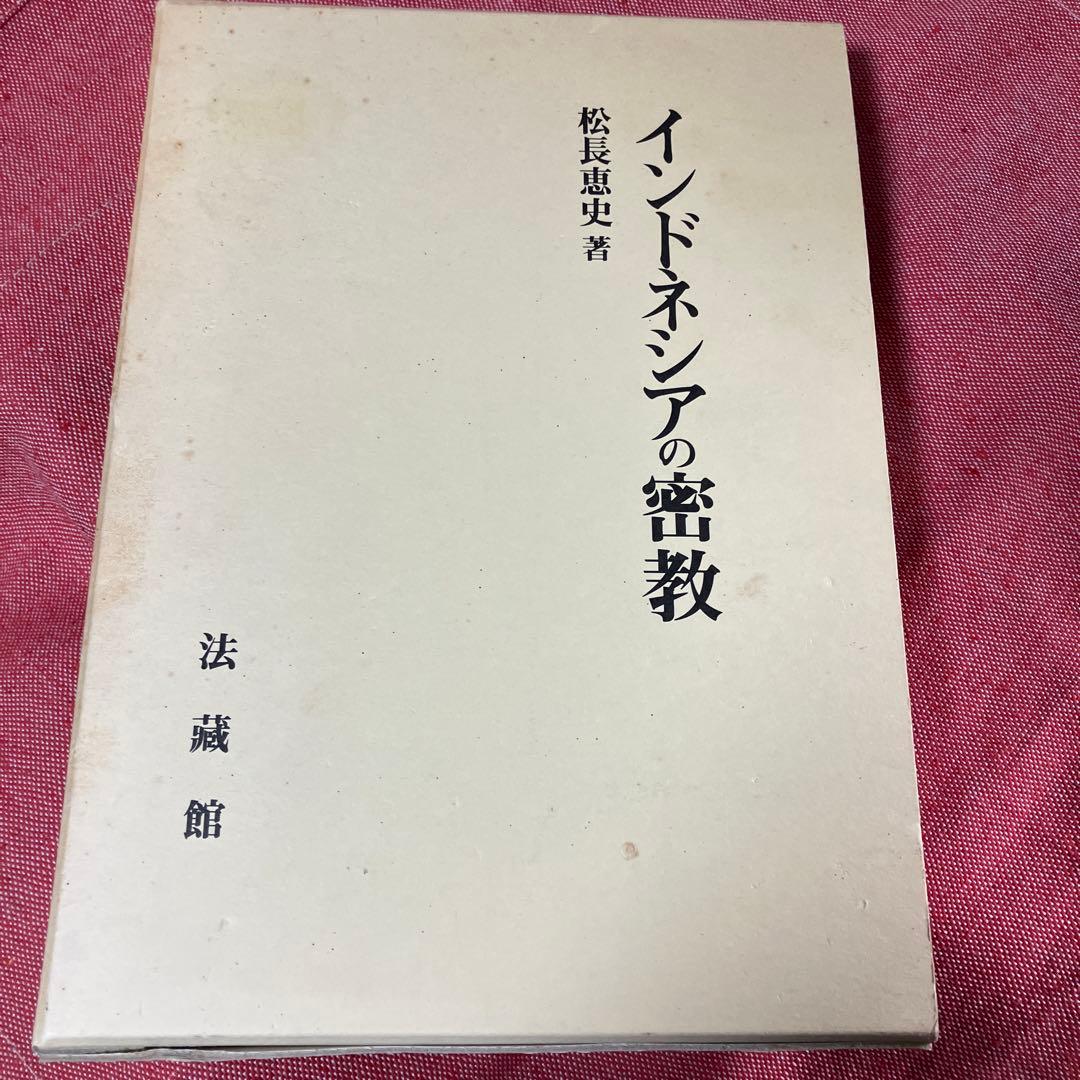 インドネシアの密教
松長恵史 著
法藏館